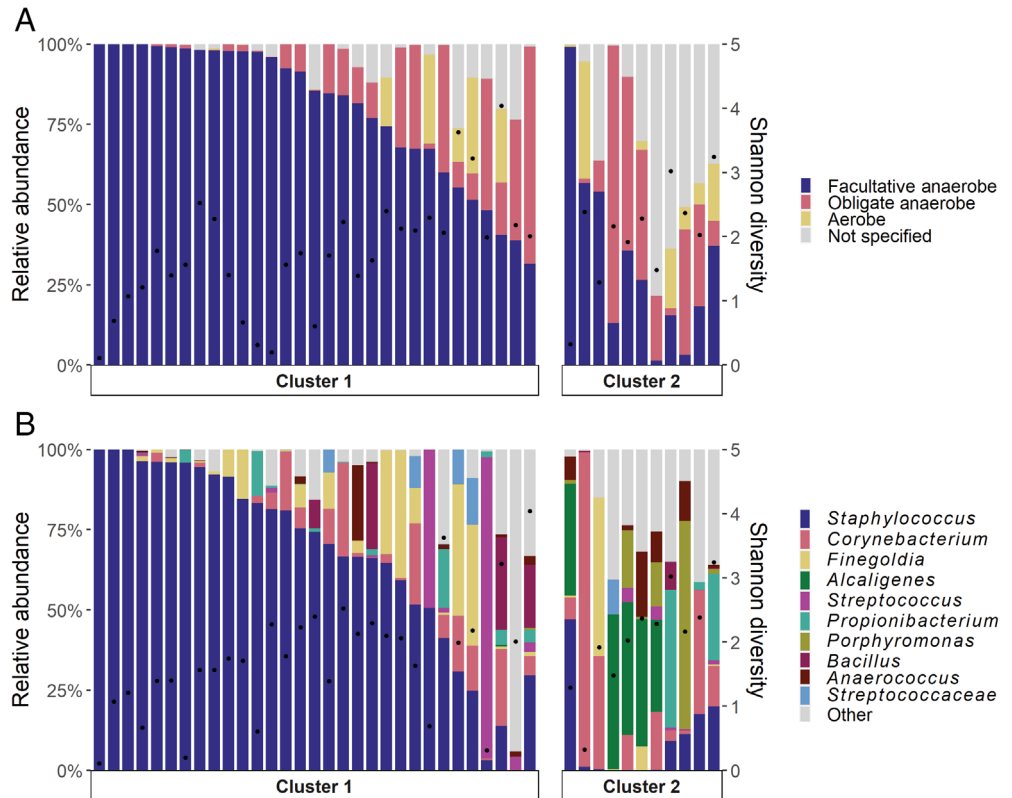 A
100%
75%
50%
25%
0%
Relative abundance
5
4
3
2
1
0
Shannon diversity
Cluster 1
Cluster 2
Facultative anaerobe
Obligate anaerobe
Aerobe
Not specified
B
100%
75%
50%
25%
0%
Relative abundance
5
4
3
2
1
0
Shannon diversity
Cluster 1
Cluster 2
Staphylococcus
Corynebacterium
Finegoldia
Alcaligenes
Streptococcus
Propionibacterium
Porphyromonas
Bacillus
Anaerococcus
Streptococcaceae
Other